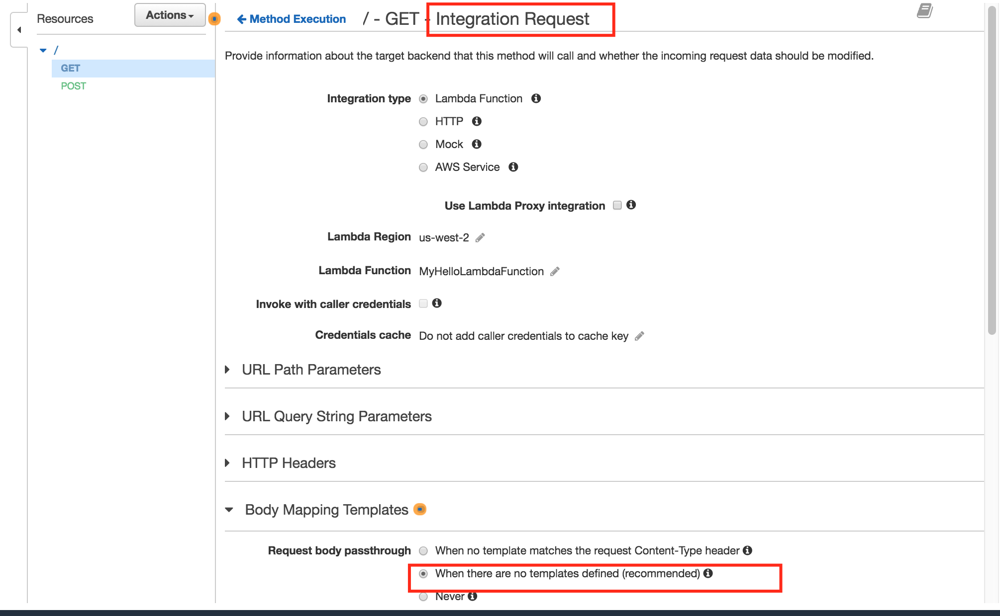 Resources
Actions
Method Execution
/ - GET - Integration Request
/
GET
POST
Provide information about the target backend that this method will call and whether the incoming request data should be modified.
Integration type
Lambda Function
HTTP
Mock
AWS Service
Use Lambda Proxy integration
Lambda Region us-west-2
Lambda Function MyHelloLambdaFunction
Invoke with caller credentials
Credentials cache Do not add caller credentials to cache key
URL Path Parameters
URL Query String Parameters
HTTP Headers
Body Mapping Templates
Request body passthrough When no template matches the request Content-Type header
When there are no templates defined (recommended)
Never